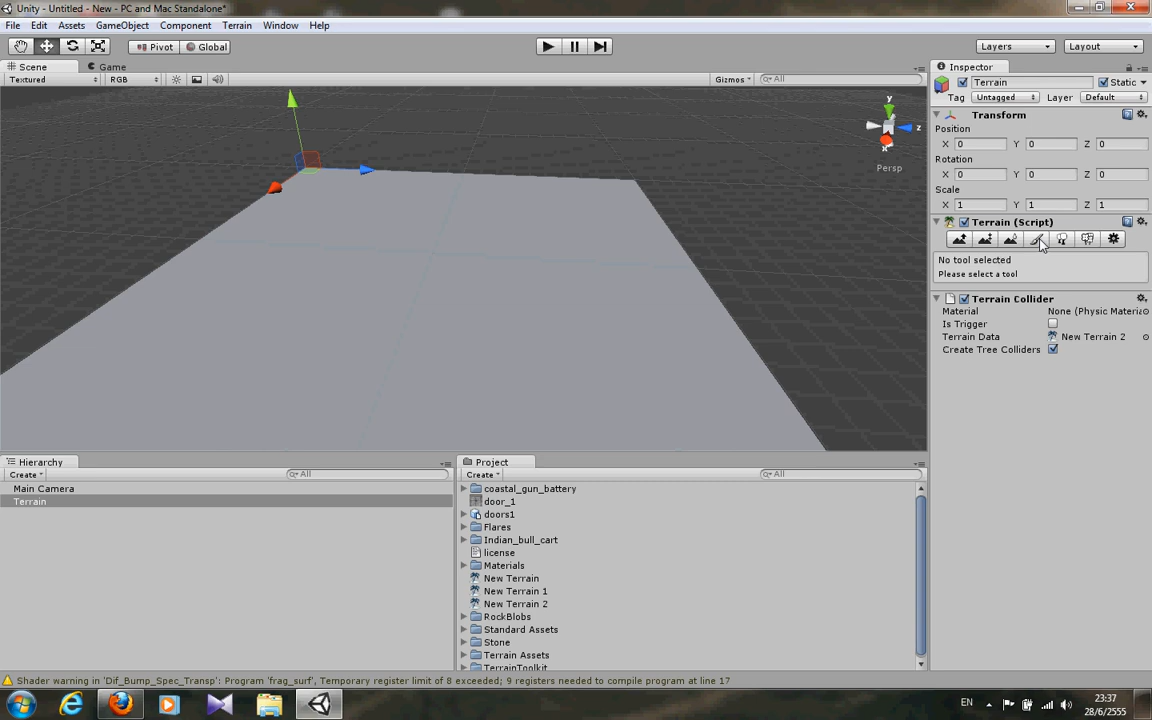 Unity - Untitled - New - PC and Mac Standalone*
File Edit Assets GameObject Component Terrain Window Help
Pivot Global Layers Layout
Scene Game
Textured RGB Gizmos All
y
z
x
Persp
Inspector
Terrain Static
Tag Untagged Layer Default
Transform
Position
X 0 Y 0 Z 0
Rotation
X 0 Y 0 Z 0
Scale
X 1 Y 1 Z 1
Terrain (Script)
No tool selected
Please select a tool
Terrain Collider
Material None (Physic Materia
Is Trigger
Terrain Data New Terrain 2
Create Tree Colliders
Hierarchy
Create All
Main Camera
Terrain
Project
Create All
coastal_gun_battery
door_1
doors1
Flares
Indian_bull_cart
license
Materials
New Terrain
New Terrain 1
New Terrain 2
RockBlobs
Standard Assets
Stone
Terrain Assets
TerrainToolkit
Shader warning in 'Dif_Bump_Spec_Transp': Program 'frag_surf', Temporary register limit of 8 exceeded; 9 registers needed to compile program at line 17
EN
23:37
28/6/2555